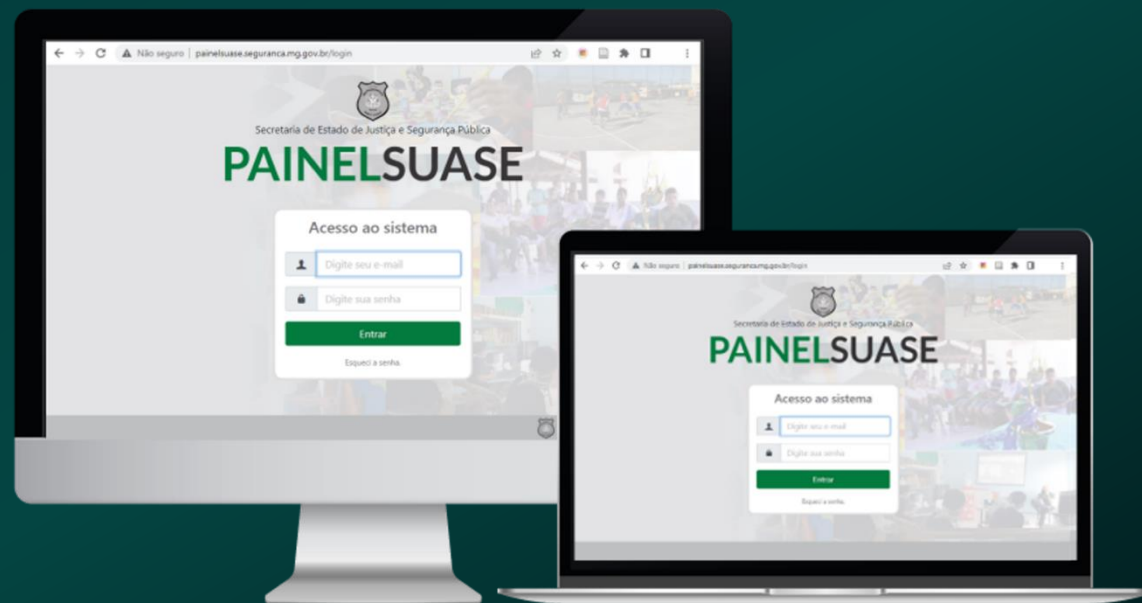 Não seguro | painelsuase.seguranca.mg.gov.br/login
Secretaria de Estado de Justiça e Segurança Pública
PAINELSUASE
Acesso ao sistema
Digite seu e-mail
Digite sua senha
Entrar
Esqueci a senha.
Não seguro | painelsuase.seguranca.mg.gov.br/login
Secretaria de Estado de Justiça e Segurança Pública
PAINELSUASE
Acesso ao sistema
Digite seu e-mail
Digite sua senha
Entrar
Esqueci a senha.